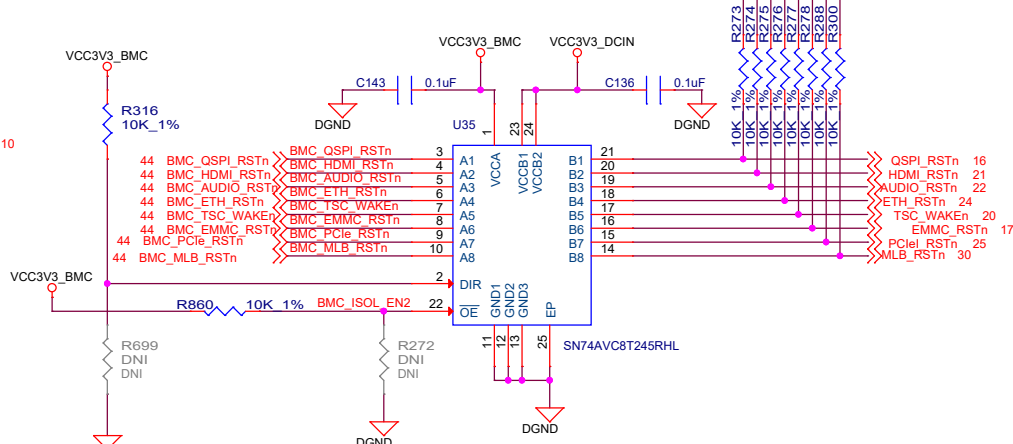 R273
R274
R275
R276
R277
R278
R288
R300
10K 1%
10K 1%
10K 1%
10K 1%
10K 1%
10K 1%
10K 1%
10K 1%
VCC3V3_BMC
VCC3V3_DCIN
VCC3V3_BMC
C143
0.1uF
C136
0.1uF
DGND
DGND
R316
10K_1%
10
U35
1
23
24
VCCA
VCCB1
VCCB2
44 BMC_QSPI_RSTn
BMC_QSPI_RSTn
3
A1
B1
21
QSPI_RSTn 16
44 BMC_HDMI_RSTn
BMC_HDMI_RSTn
4
A2
B2
20
HDMI_RSTn 21
44 BMC_AUDIO_RSTn
BMC_AUDIO_RSTn
5
A3
B3
19
AUDIO_RSTn 22
44 BMC_ETH_RSTn
BMC_ETH_RSTn
6
A4
B4
18
ETH_RSTn 24
44 BMC_TSC_WAKEn
BMC_TSC_WAKEn
7
A5
B5
17
TSC_WAKEn 20
44 BMC_EMMC_RSTn
BMC_EMMC_RSTn
8
A6
B6
16
EMMC_RSTn 17
44 BMC_PCIe_RSTn
BMC_PCIe_RSTn
9
A7
B7
15
PCIeI_RSTn 25
44 BMC_MLB_RSTn
BMC_MLB_RSTn
10
A8
B8
14
MLB_RSTn 30
VCC3V3_BMC
2
DIR
R860
10K_1%
BMC_ISOL_EN2
22
OE
GND1
GND2
GND3
EP
11
12
13
25
SN74AVC8T245RHL
R699
DNI
DNI
R272
DNI
DNI
DGND
DGND